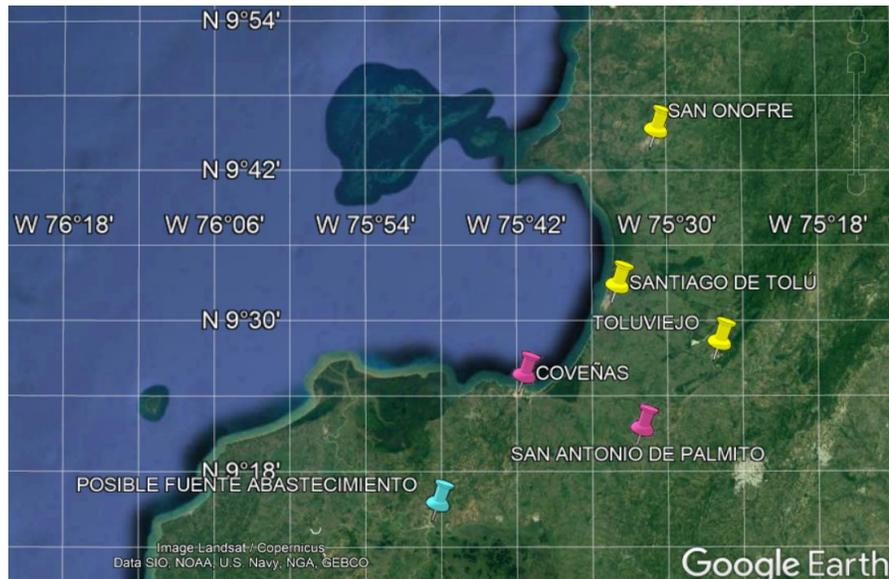 N 9°54'
SAN ONOFRE
N 9°42'
W 76°18' W 76°06' W 75°54' W 75°42' W 75°30' W 75°18'
SANTIAGO DE TOLÚ
N 9°30'
TOLUVIEJO
COVEÑAS
SAN ANTONIO DE PALMITO
N 9°18'
POSIBLE FUENTE ABASTECIMIENTO
Image Landsat / Copernicus
Data SIO, NOAA, U.S. Navy, NGA, GEBCO
Google Earth